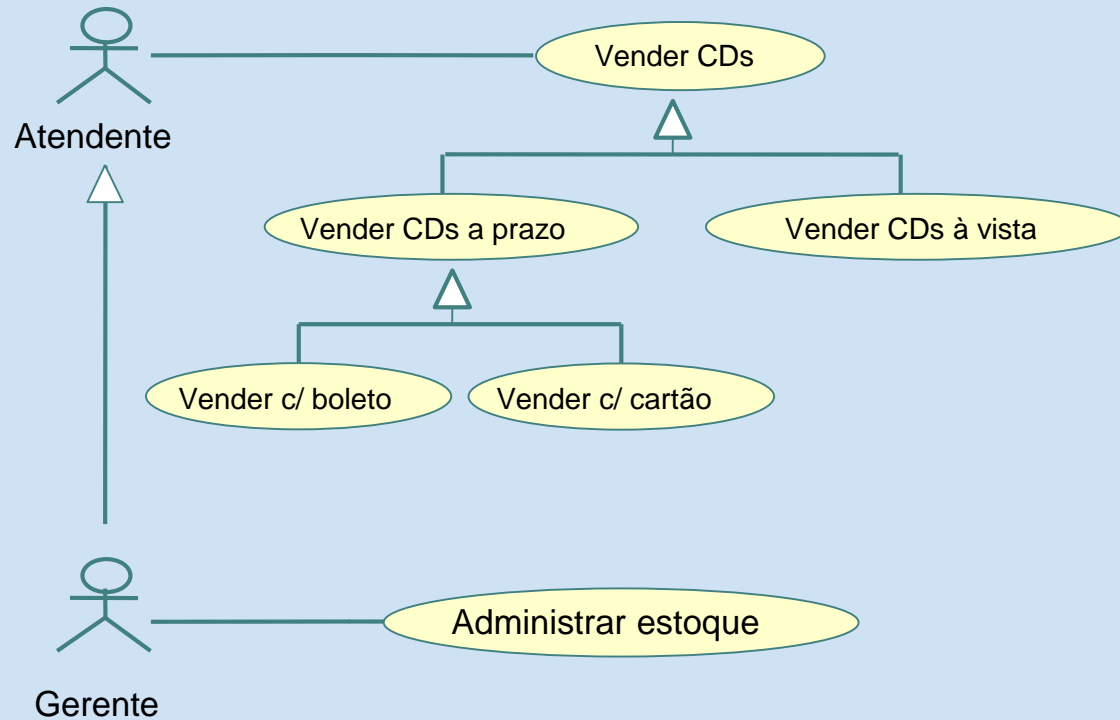 Vender CDs
Atendente
Vender CDs a prazo
Vender CDs à vista
Vender c/ boleto
Vender c/ cartão
Administrar estoque
Gerente